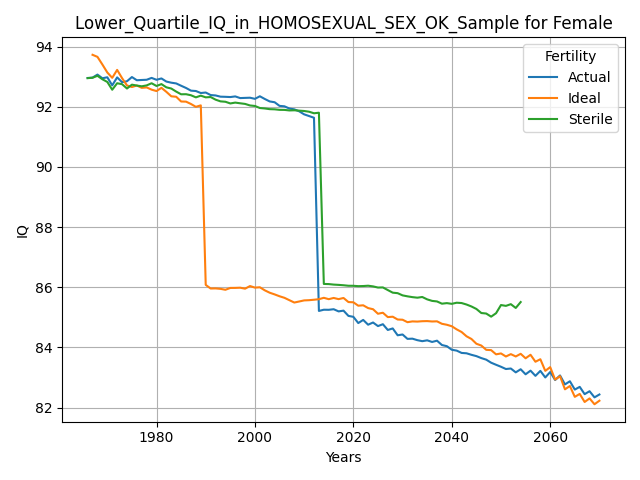 Lower_Quartile_IQ_in_HOMOSEXUAL_SEX_OK_Sample for Female
94
92
90
88
86
84
82
IQ
Fertility
Actual
Ideal
Sterile
1980 2000 2020 2040 2060
Years